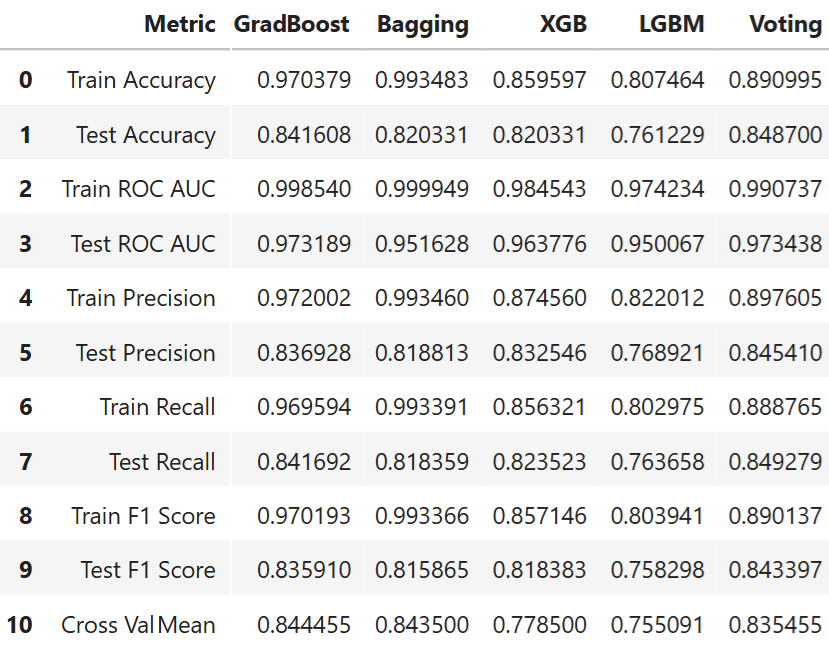 Metric GradBoost Bagging XGB LGBM Voting
0 Train Accuracy 0.970379 0.993483 0.859597 0.807464 0.890995
1 Test Accuracy 0.841608 0.820331 0.820331 0.761229 0.848700
2 Train ROC AUC 0.998540 0.999949 0.984543 0.974234 0.990737
3 Test ROC AUC 0.973189 0.951628 0.963776 0.950067 0.973438
4 Train Precision 0.972002 0.993460 0.874560 0.822012 0.897605
5 Test Precision 0.836928 0.818813 0.832546 0.768921 0.845410
6 Train Recall 0.969594 0.993391 0.856321 0.802975 0.888765
7 Test Recall 0.841692 0.818359 0.823523 0.763658 0.849279
8 Train F1 Score 0.970193 0.993366 0.857146 0.803941 0.890137
9 Test F1 Score 0.835910 0.815865 0.818383 0.758298 0.843397
10 Cross Val Mean 0.844455 0.843500 0.778500 0.755091 0.835455